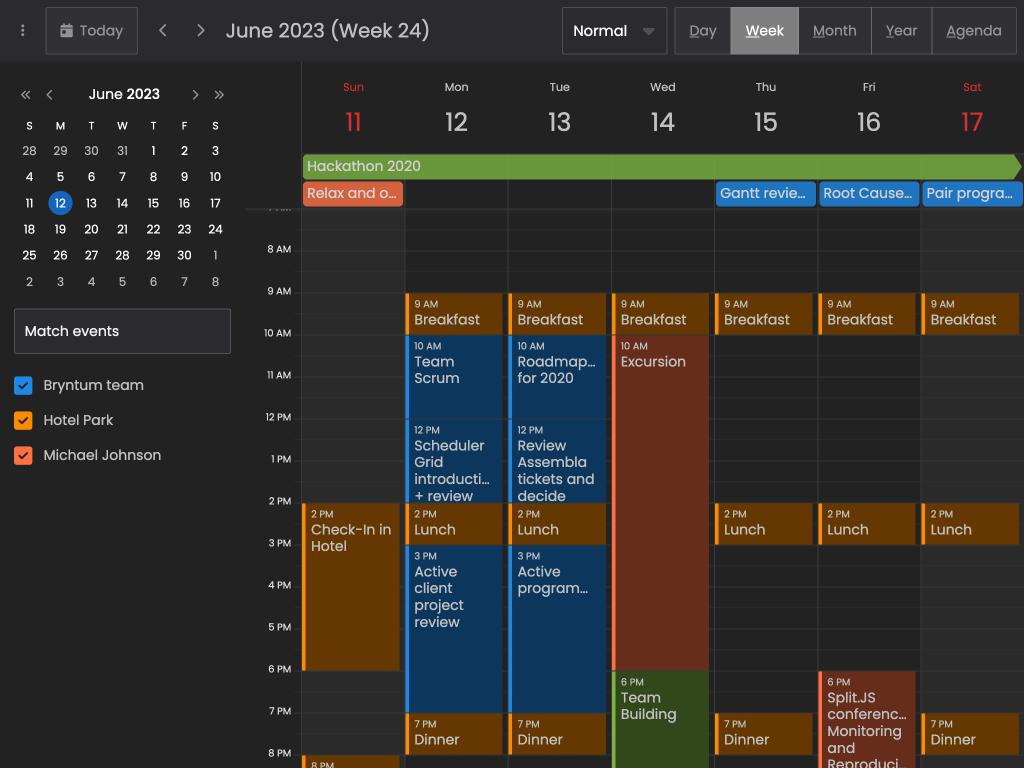 Today
June 2023 (Week 24)
Normal
Day
Week
Month
Year
Agenda
June 2023
S M T W T F S
28 29 30 31 1 2 3
4 5 6 7 8 9 10
11 12 13 14 15 16 17
18 19 20 21 22 23 24
25 26 27 28 29 30 1
2 3 4 5 6 7 8
Match events
Bryntum team
Hotel Park
Michael Johnson
Sun Mon Tue Wed Thu Fri Sat
11 12 13 14 15 16 17
Hackathon 2020
Relax and o...
Gantt revie...
Root Cause...
Pair progra...
8 AM
9 AM
10 AM
11 AM
12 PM
1 PM
2 PM
3 PM
4 PM
5 PM
6 PM
7 PM
8 PM
2 PM
Check-In in
Hotel
8 PM
9 AM
Breakfast
10 AM
Team
Scrum
12 PM
Scheduler
Grid
introducti...
+ review
2 PM
Lunch
3 PM
Active
client
project
review
7 PM
Dinner
9 AM
Breakfast
10 AM
Roadmap...
for 2020
12 PM
Review
Assembla
tickets and
decide
2 PM
Lunch
3 PM
Active
program...
7 PM
Dinner
9 AM
Breakfast
10 AM
Excursion
6 PM
Team
Building
9 AM
Breakfast
2 PM
Lunch
7 PM
Dinner
9 AM
Breakfast
2 PM
Lunch
6 PM
Split.JS
conferenc...
Monitoring
and
Reproduci...
9 AM
Breakfast
2 PM
Lunch
7 PM
Dinner